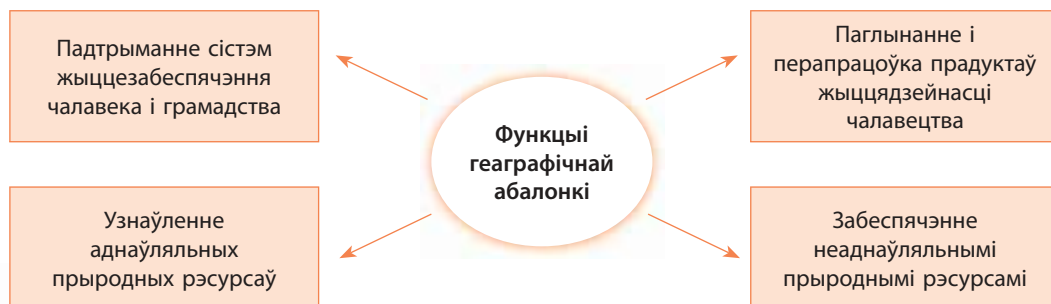 Падтрыманне сістэм
жыццезабеспячэння
чалавека і грамадства
Паглынанне і
перапрацоўка прадуктаў
жыццядзейнасці
чалавецтва
Функцыі
геаграфічнай
абалонкі
Узнаўленне
аднаўляльных
прыродных рэсурсаў
Забеспячэнне
неаднаўляльнымі
прыроднымі рэсурсамі